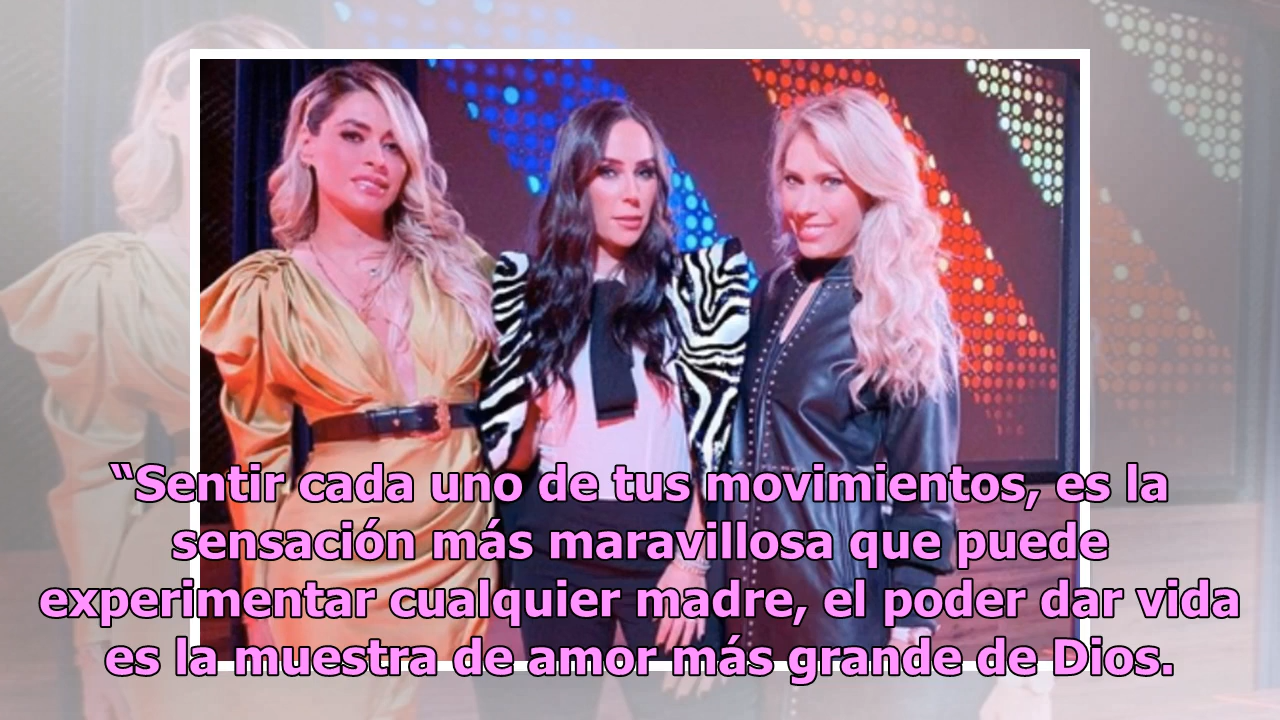 “Sentir cada uno de tus movimientos, es la
sensación más maravillosa que puede
experimentar cualquier madre, el poder dar vida
es la muestra de amor más grande de Dios.